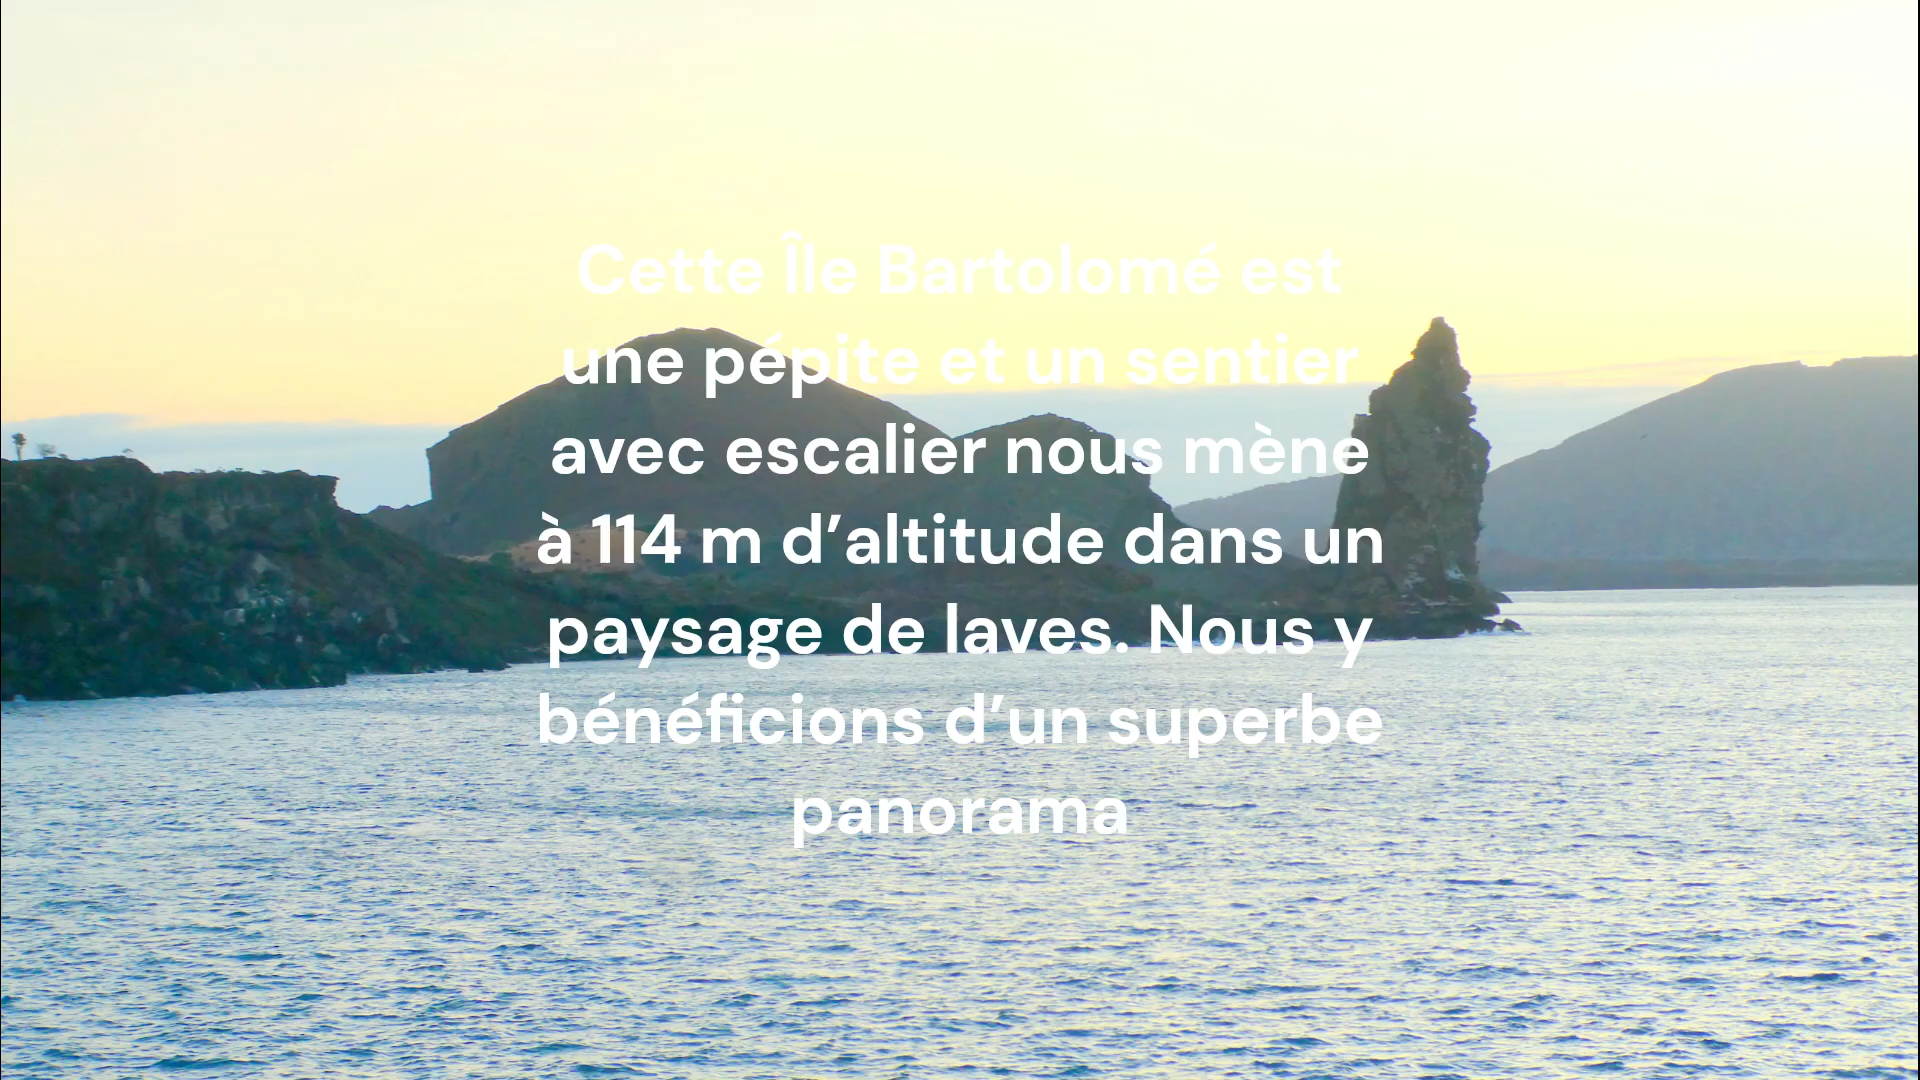 Cette Île Bartolomé est
une pépite et un sentier
avec escalier nous mène
à 114 m d’altitude dans un
paysage de laves. Nous y
bénéficions d’un superbe
panorama